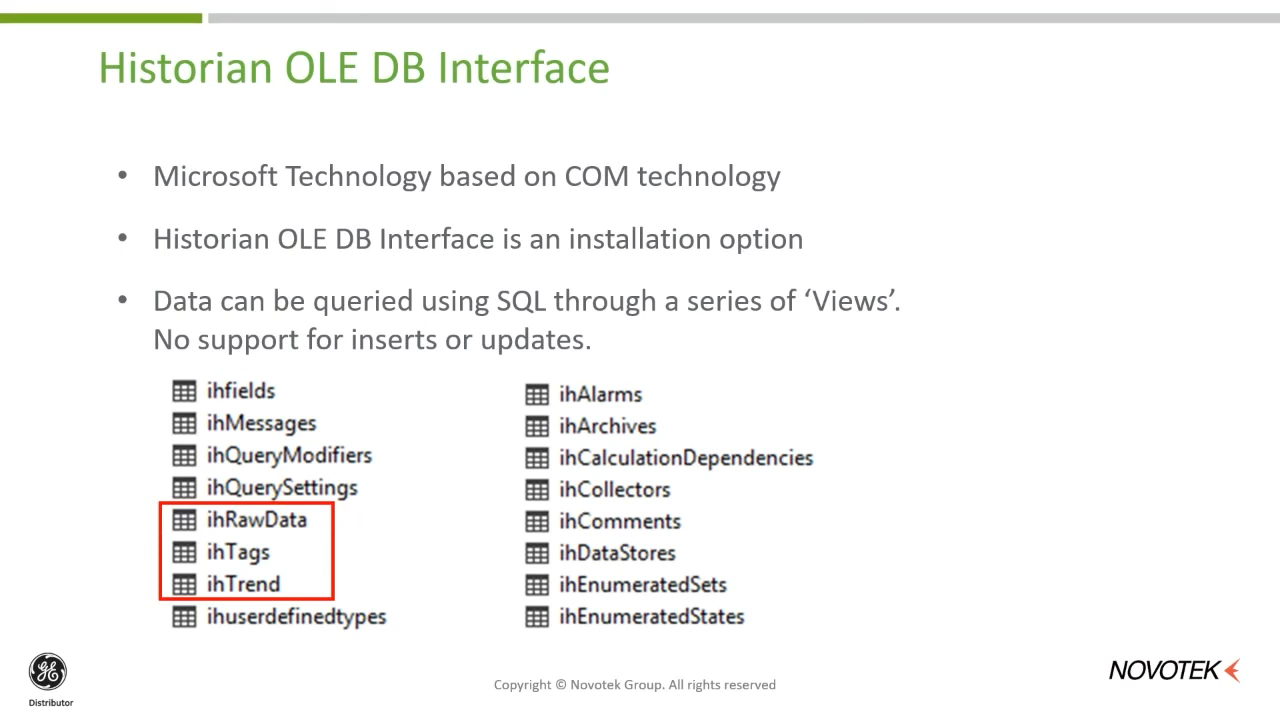 Historian OLE DB Interface
• Microsoft Technology based on COM technology
• Historian OLE DB Interface is an installation option
• Data can be queried using SQL through a series of ‘Views’.
No support for inserts or updates.
ihfields
ihMessages
ihQueryModifiers
ihQuerySettings
ihRawData
ihTags
ihTrend
ihuserdefinedtypes
ihAlarms
ihArchives
ihCalculationDependencies
ihCollectors
ihComments
ihDataStores
ihEnumeratedSets
ihEnumeratedStates
GE
Distributor
Copyright © Novotek Group. All rights reserved
NOVOTEK